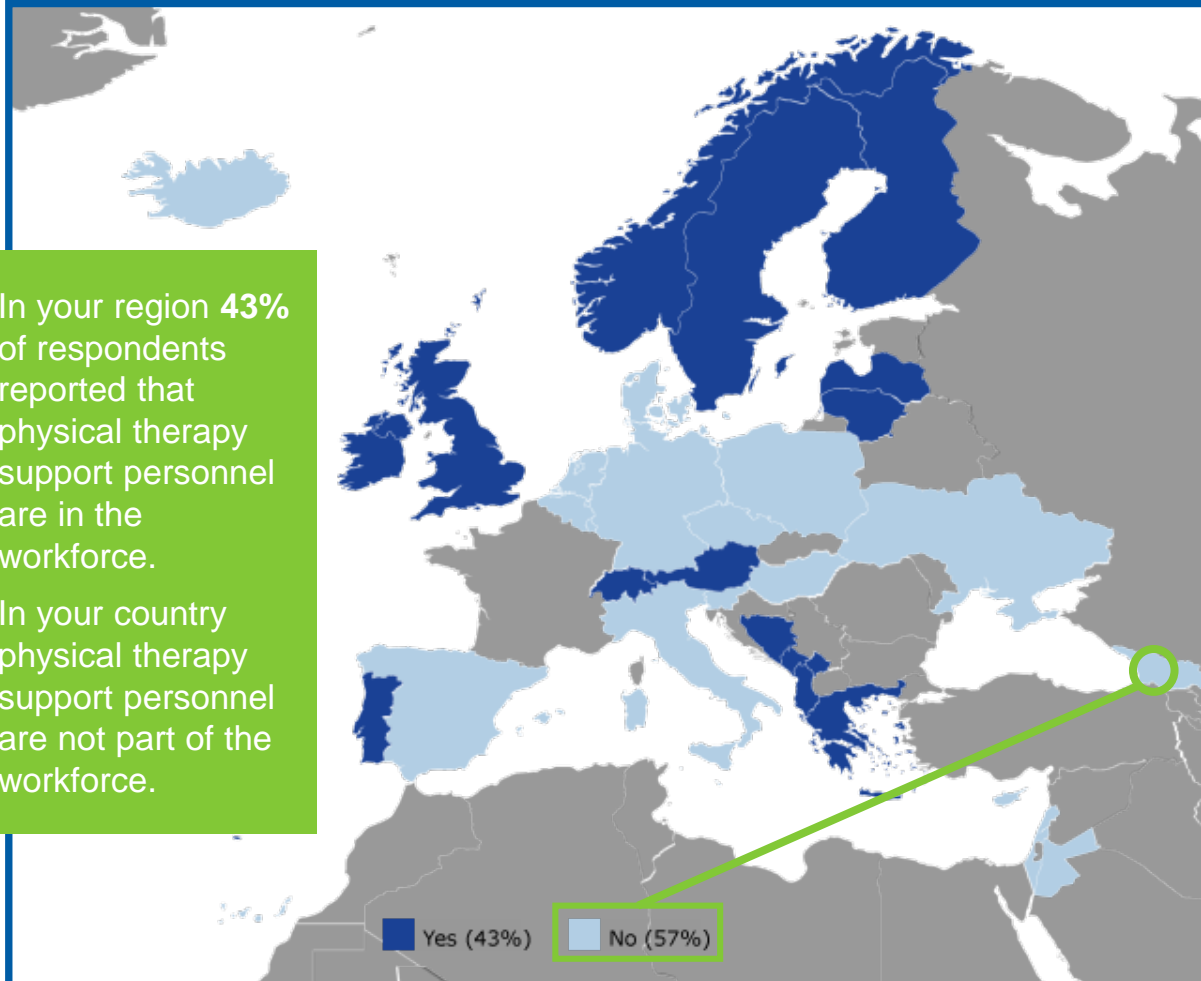 In your region 43%
of respondents
reported that
physical therapy
support personnel
are in the
workforce.
In your country
physical therapy
support personnel
are not part of the
workforce.
Yes (43%)
No (57%)